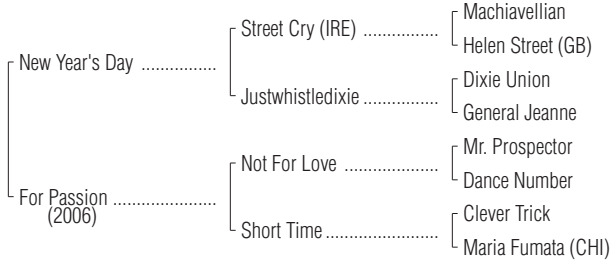 Machiavellian
Street Cry (IRE) ................
Helen Street (GB)
New Year's Day ................
Dixie Union
Justwhistledixie ................
General Jeanne
Mr. Prospector
Not For Love ......................
Dance Number
For Passion ......................
(2006)
Clever Trick
Short Time ........................
Maria Fumata (CHI)